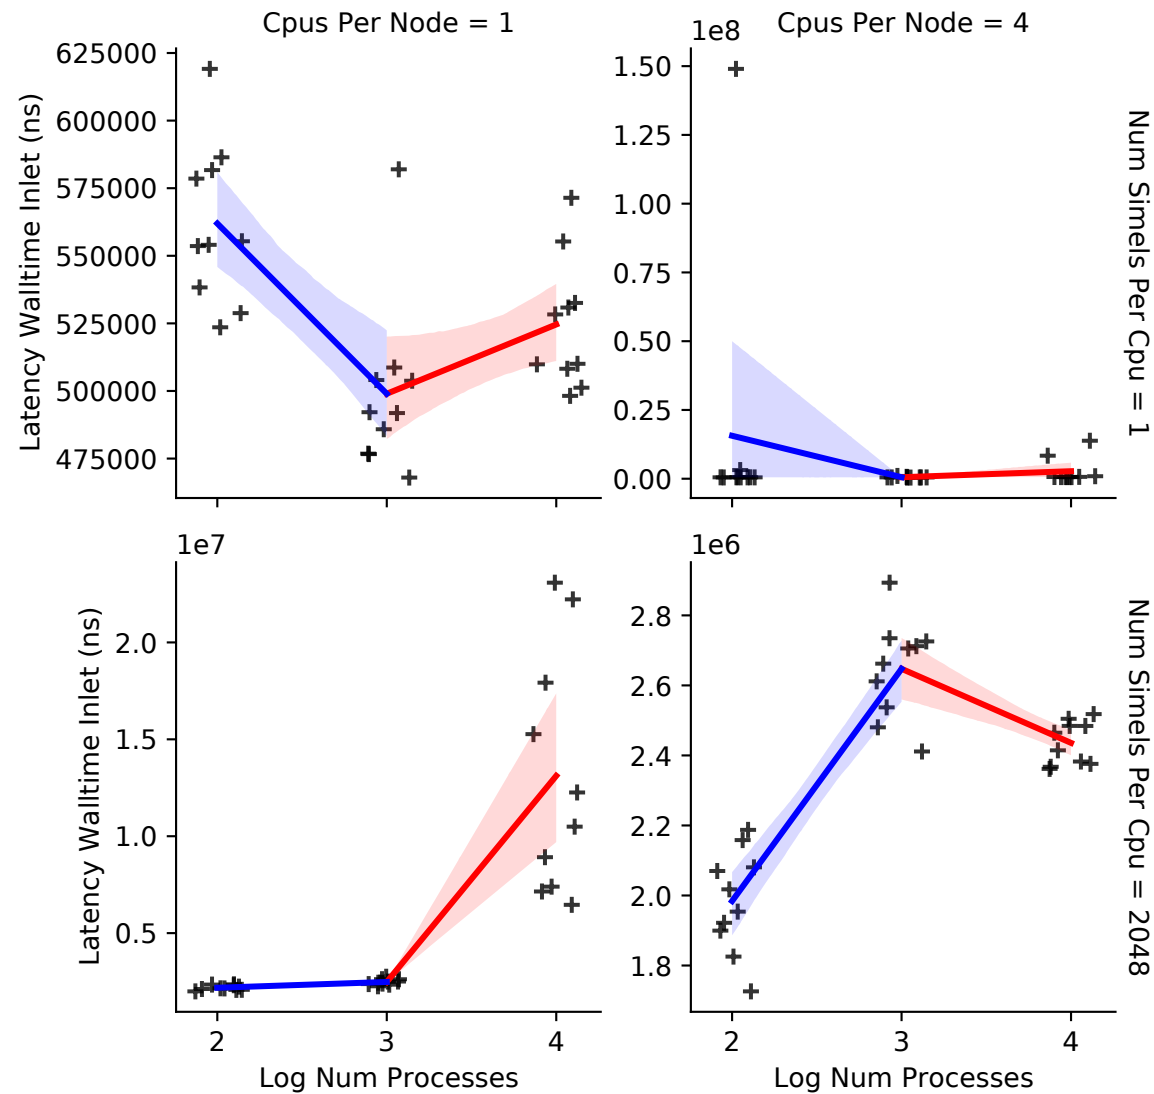 Cpus Per Node = 1
Cpus Per Node = 4
1e8
625000
600000
575000
550000
525000
500000
475000
Latency Walltime Inlet (ns)
1.50
1.25
1.00
0.75
0.50
0.25
0.00
Num Simels Per Cpu = 1
1e7
1e6
2.0
1.5
1.0
0.5
Latency Walltime Inlet (ns)
2.8
2.6
2.4
2.2
2.0
1.8
Num Simels Per Cpu = 2048
2 3 4
2 3 4
Log Num Processes
Log Num Processes